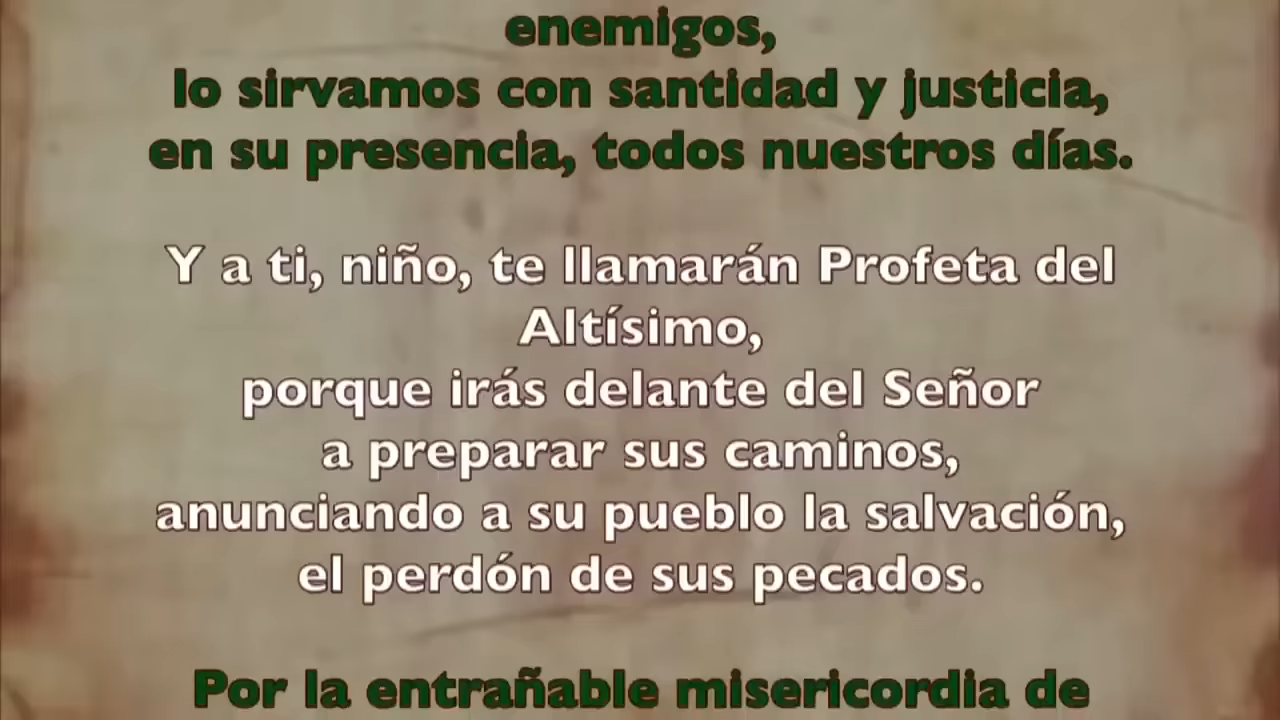 enemigos,
lo sirvamos con santidad y justicia,
en su presencia, todos nuestros días.
Y a ti, niño, te llamarán Profeta del
Altísimo,
porque irás delante del Señor
a preparar sus caminos,
anunciando a su pueblo la salvación,
el perdón de sus pecados.
Por la entrañable misericordia de